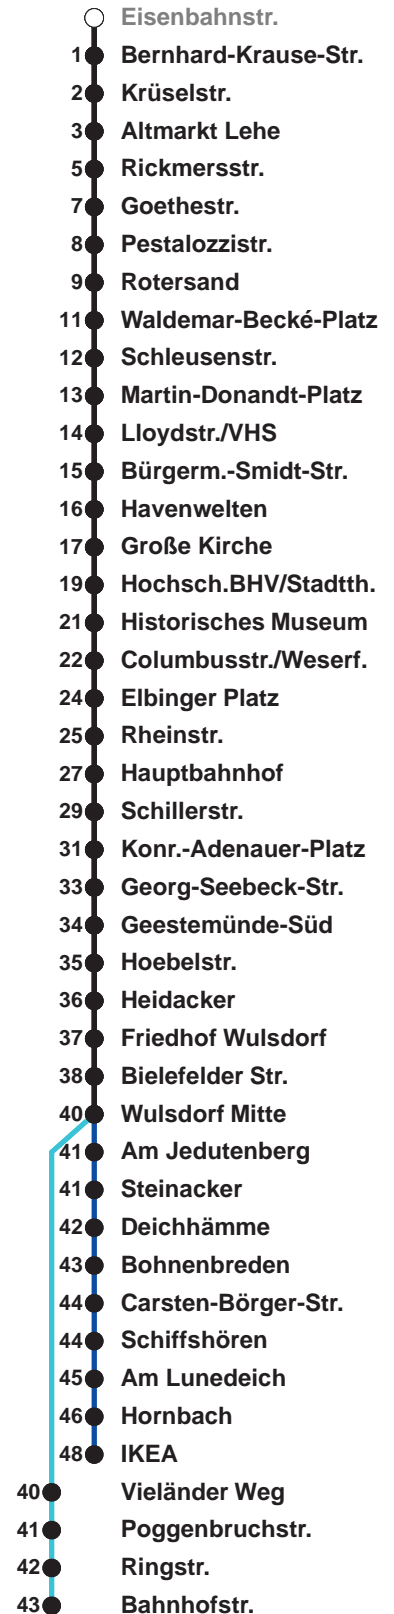 Eisenbahnstr.
1 Bernhard-Krause-Str.
2 Krüselstr.
3 Altmarkt Lehe
5 Rickmersstr.
7 Goethestr.
8 Pestalozzistr.
9 Rotersand
11 Waldemar-Becké-Platz
12 Schleusenstr.
13 Martin-Donandt-Platz
14 Lloydstr./VHS
15 Bürgerm.-Smidt-Str.
16 Havenwelten
17 Große Kirche
19 Hochsch.BHV/Stadtth.
21 Historisches Museum
22 Columbusstr./Weserf.
24 Elbinger Platz
25 Rheinstr.
27 Hauptbahnhof
29 Schillerstr.
31 Konr.-Adenauer-Platz
33 Georg-Seebeck-Str.
34 Geestemünde-Süd
35 Hoebelstr.
36 Heidacker
37 Friedhof Wulsdorf
38 Bielefelder Str.
40 Wulsdorf Mitte
41 Am Jedutenberg
41 Steinacker
42 Deichhämme
43 Bohnenbreden
44 Carsten-Börger-Str.
44 Schiffshören
45 Am Lunedeich
46 Hornbach
48 IKEA
40 Vieländer Weg
41 Poggenbruchstr.
42 Ringstr.
43 Bahnhofstr.